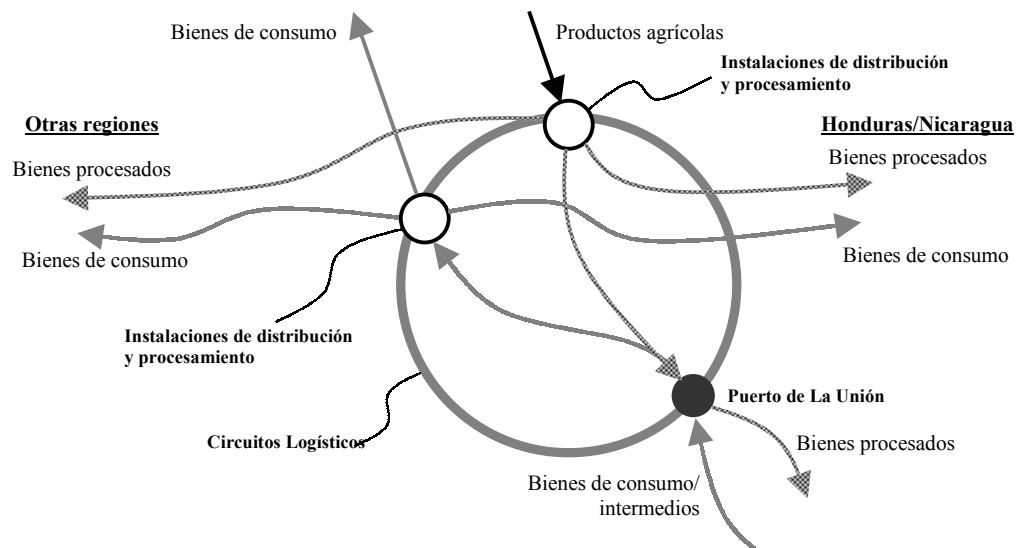 Bienes de consumo
Productos agrícolas
Instalaciones de distribución
y procesamiento
Otras regiones
Honduras/Nicaragua
Bienes procesados
Bienes procesados
Bienes de consumo
Bienes de consumo
Instalaciones de distribución
y procesamiento
Puerto de La Unión
Circuitos Logísticos
Bienes procesados
Bienes de consumo/
intermedios